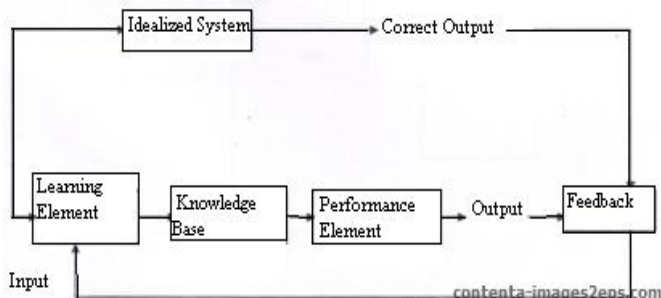 Idealized System
Correct Output
Learning
Element
Knowledge
Base
Performance
Element
Output
Feedback
Input
contenta-images2eps.com